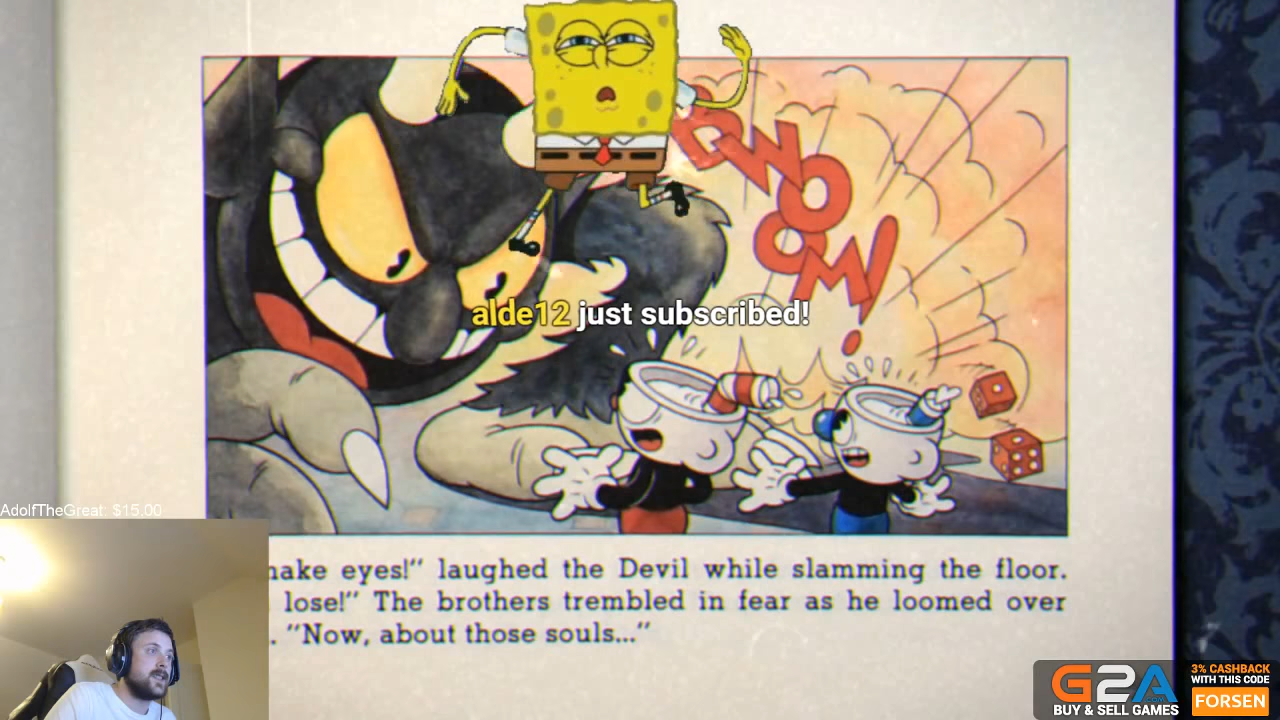 BWOOM!
alde12 just subscribed!
AdolfTheGreat: $15.00
nake eyes!" laughed the Devil while slamming the floor.
lose!" The brothers trembled in fear as he loomed over
. "Now, about those souls..."
G2A.COM
BUY & SELL GAMES
3% CASHBACK
WITH THIS CODE
FORSEN